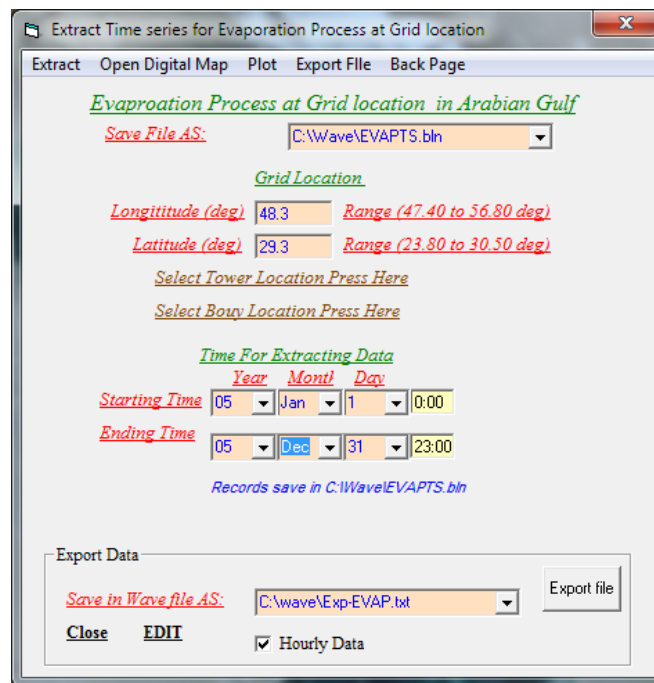 Extract Time series for Evaporation Process at Grid location
Extract Open Digital Map Plot Export FIle Back Page
Evaproation Process at Grid location in Arabian Gulf
Save File AS: C:\Wave\EVAPTS.bln
Grid Location
Longititude (deg) 48.3 Range (47.40 to 56.80 deg)
Latitude (deg) 29.3 Range (23.80 to 30.50 deg)
Select Tower Location Press Here
Select Bouy Location Press Here
Time For Extracting Data
Year Month Day
Starting Time 05 Jan 1 0:00
Ending Time 05 Dec 31 23:00
Records save in C:\Wave\EVAPTS.bln
Export Data
Save in Wave file AS: C:\wave\Exp-EVAP.txt Export file
Close EDIT Hourly Data